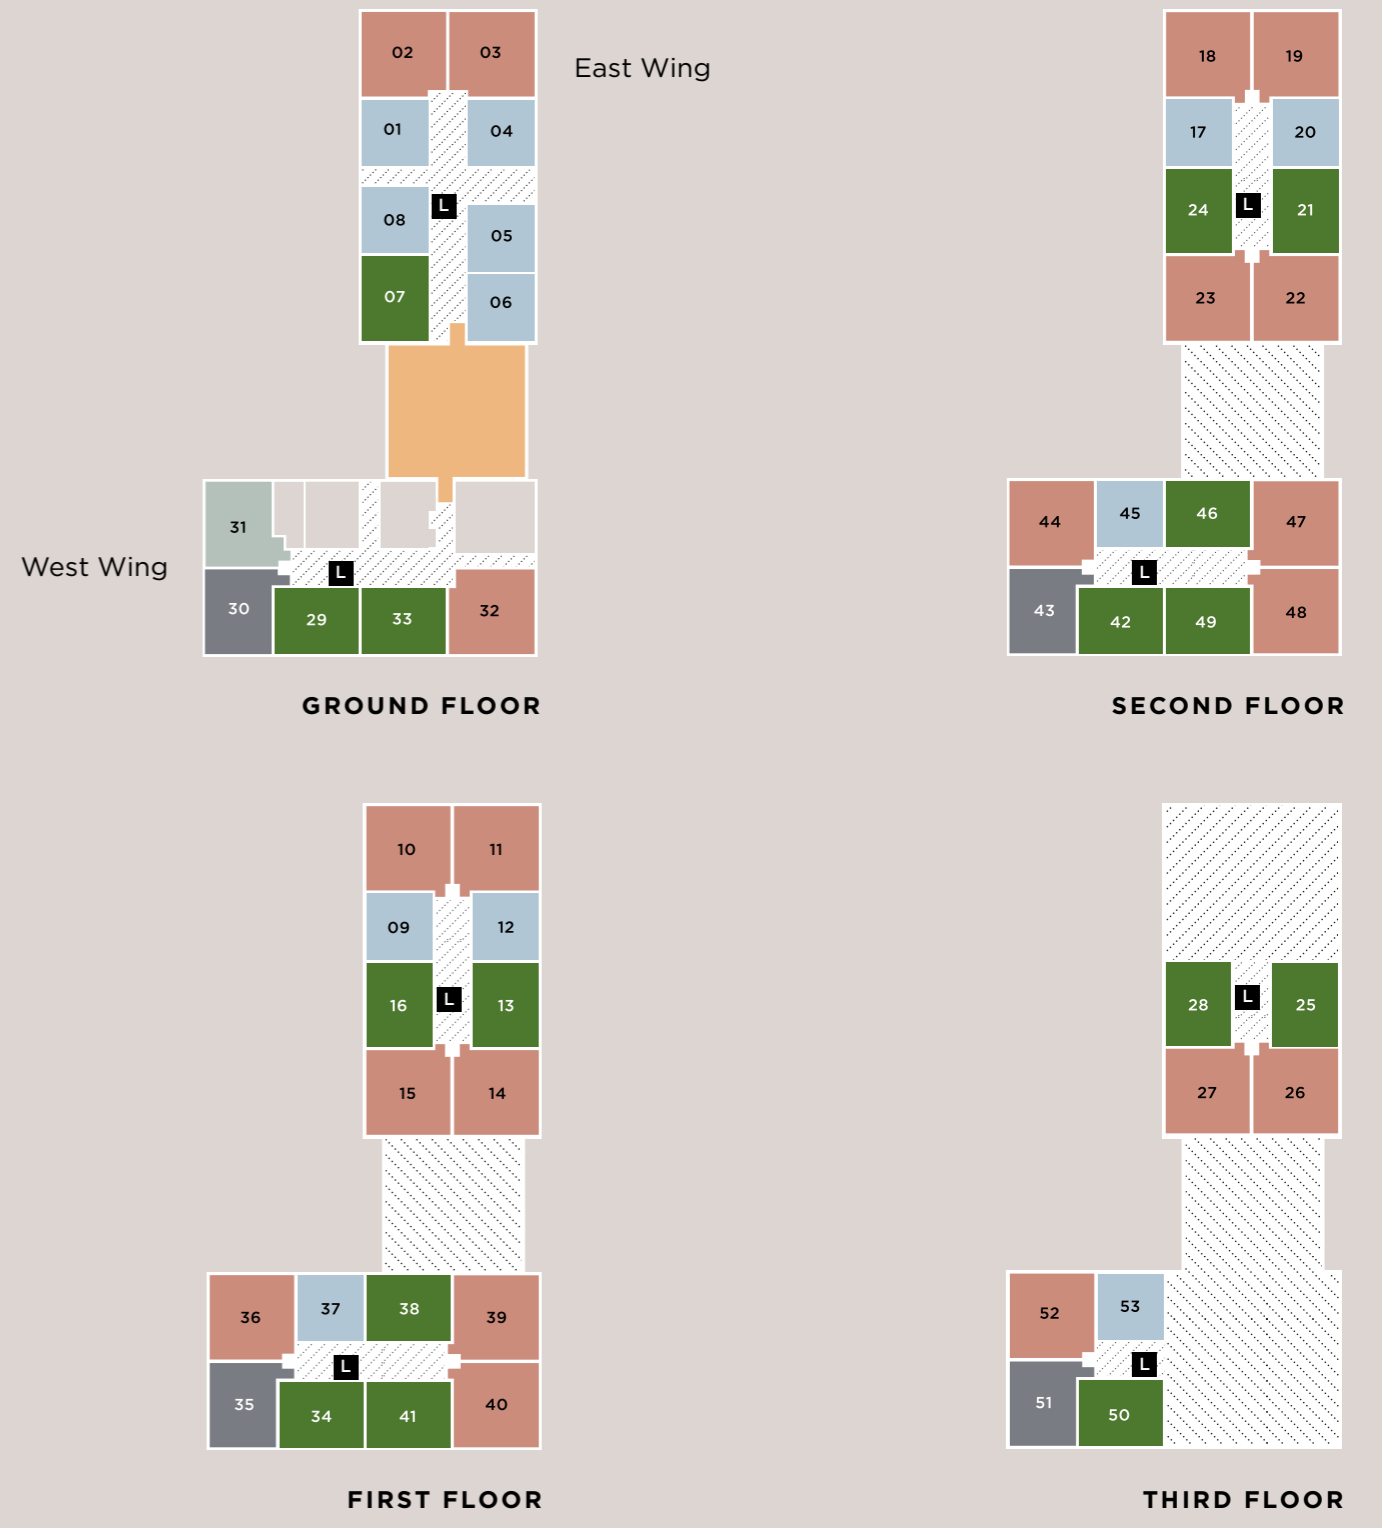 02 03
East Wing
01 04
08 L 05
07 06
31
West Wing
L
30 29 33 32
GROUND FLOOR
18 19
17 20
24 L 21
23 22
44 45 46 47
L
43 42 49 48
SECOND FLOOR
10 11
09 12
16 L 13
15 14
36 37 38 39
L
35 34 41 40
FIRST FLOOR
28 L 25
27 26
52 53
L
51 50
THIRD FLOOR